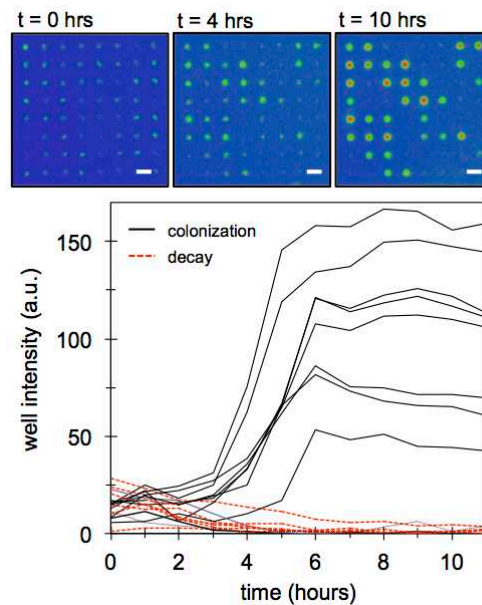 t = 0 hrs
t = 4 hrs
t = 10 hrs
150
100
50
0
well intensity (a.u.)
colonization
decay
0
2
4
6
8
10
time (hours)